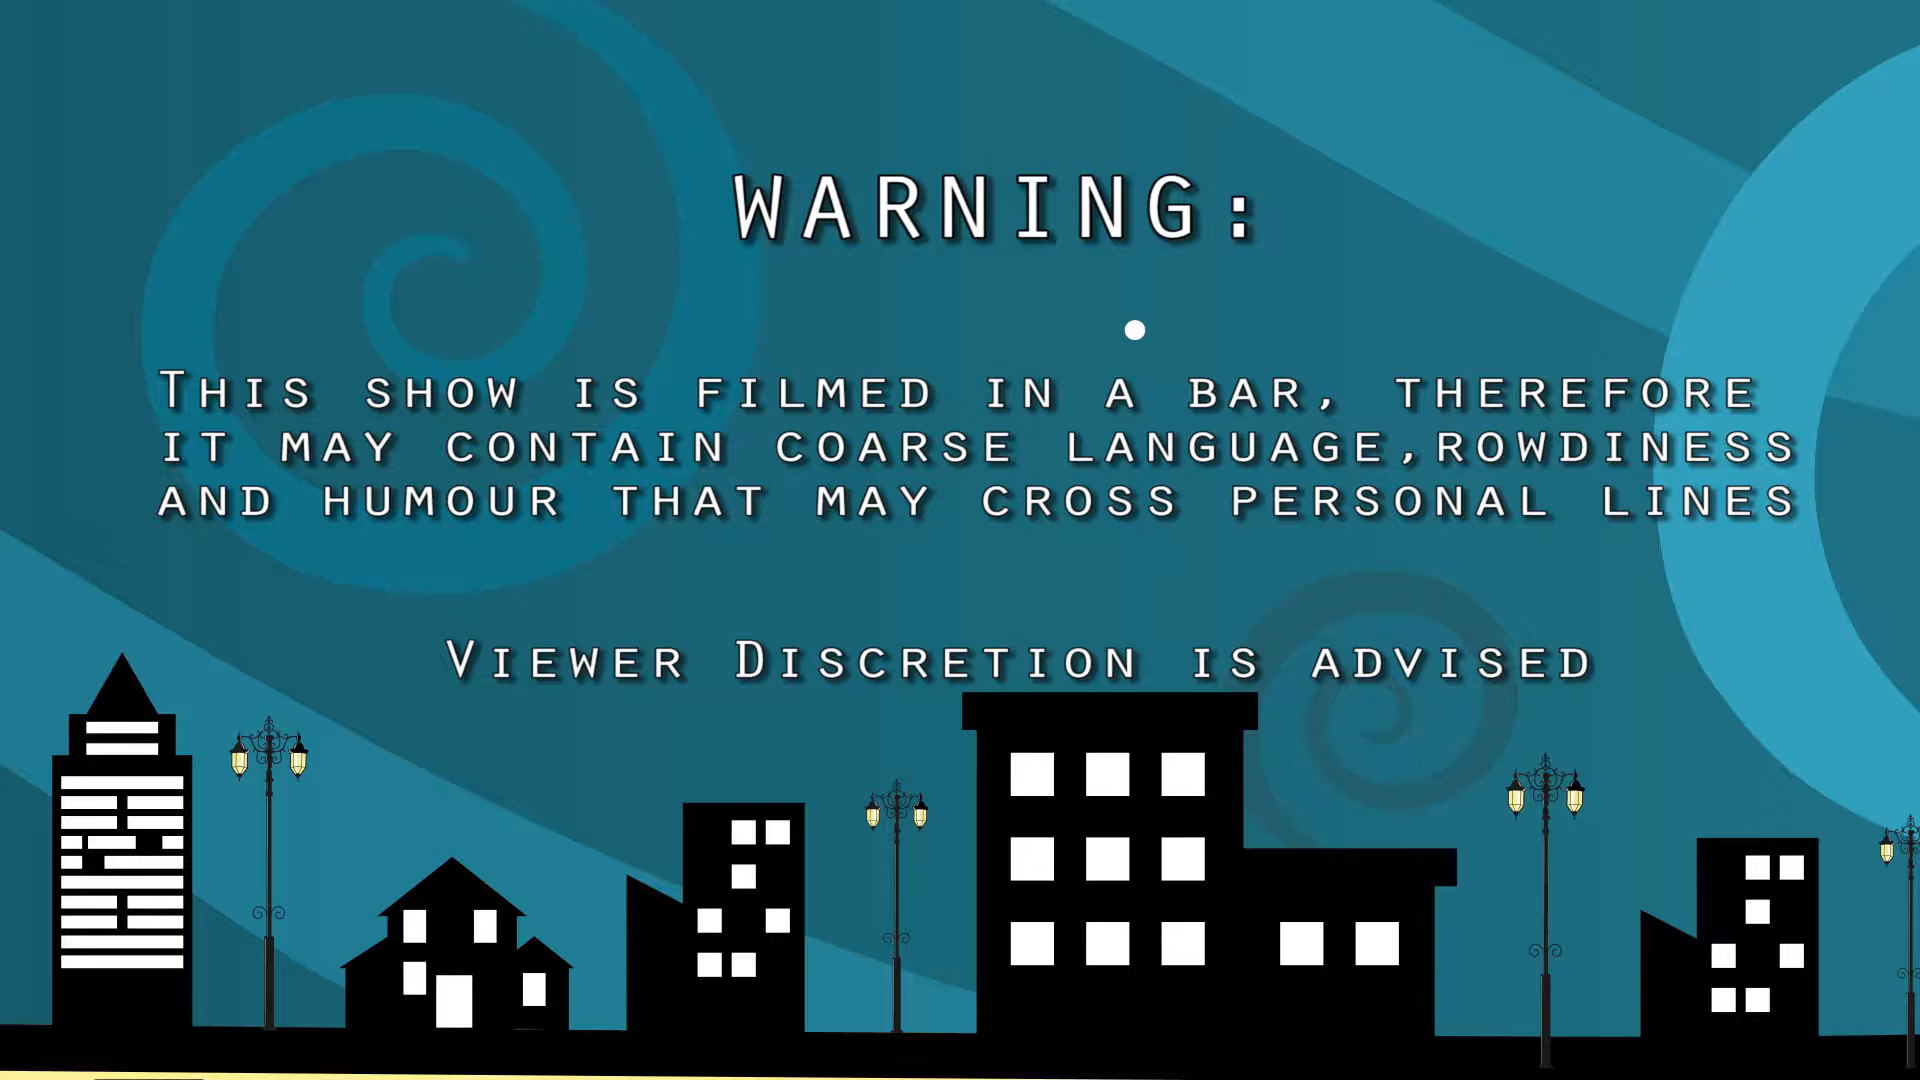 WARNING:
THIS SHOW IS FILMED IN A BAR, THEREFORE
IT MAY CONTAIN COARSE LANGUAGE,ROWDINESS
AND HUMOUR THAT MAY CROSS PERSONAL LINES
VIEWER DISCRETION IS ADVISED